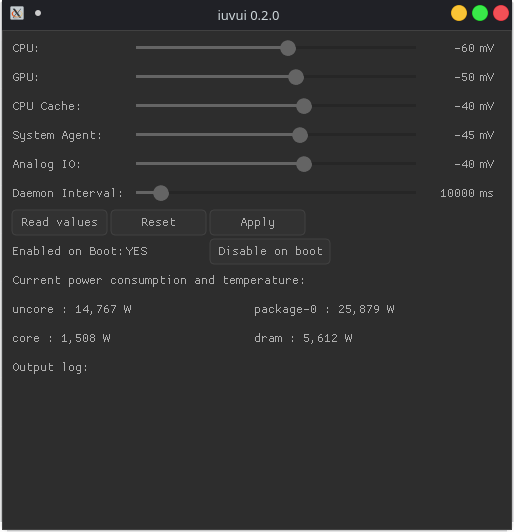 iuvui 0.2.0
CPU: -60 mV
GPU: -50 mV
CPU Cache: -40 mV
System Agent: -45 mV
Analog IO: -40 mV
Daemon Interval: 10000 ms
Read values Reset Apply
Enabled on Boot:YES Disable on boot
Current power consumption and temperature:
uncore : 14,767 W package-0 : 25,879 W
core : 1,508 W dram : 5,612 W
Output log: